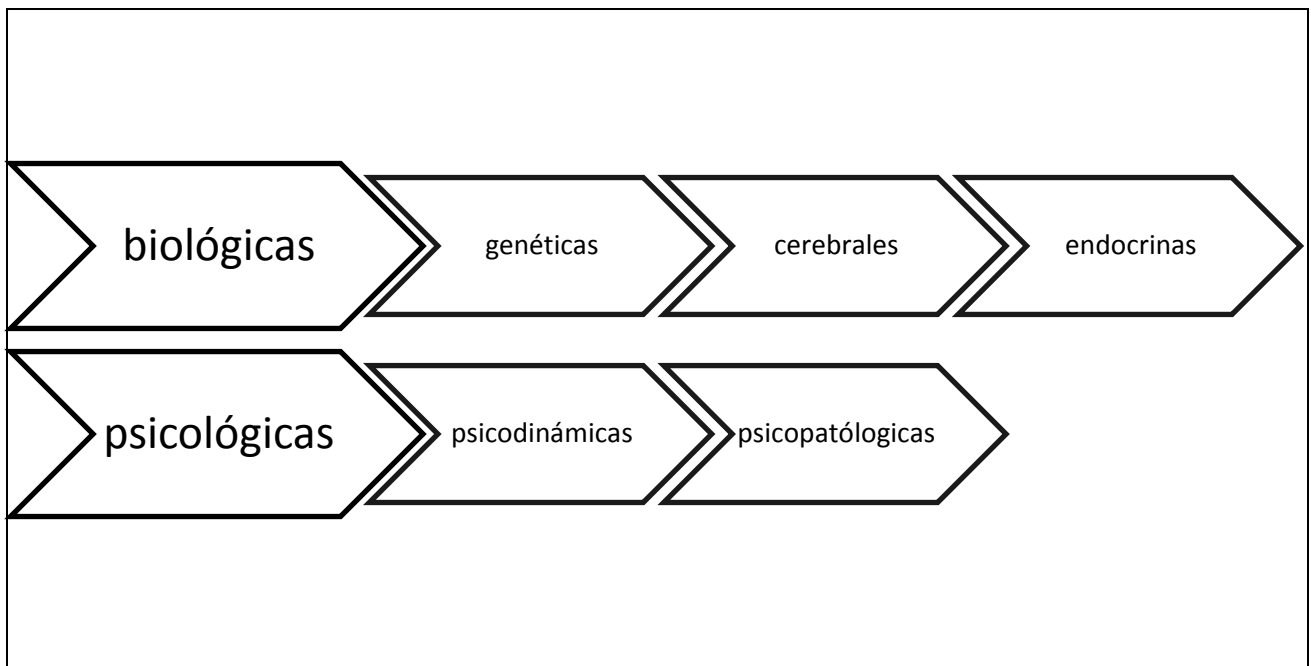 biológicas
genéticas
cerebrales
endocrinas
psicológicas
psicodinámicas
psicopatólogicas